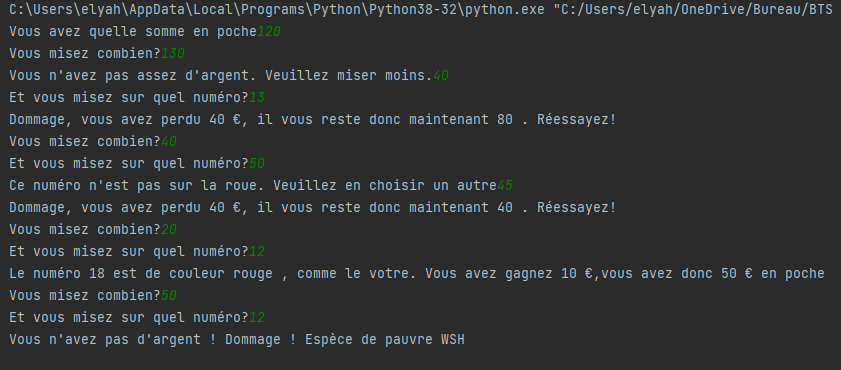 C:\Users\elyah\AppData\Local\Programs\Python\Python38-32\python.exe "C:/Users/elyah/OneDrive/Bureau/BTS
Vous avez quelle somme en poche120
Vous misez combien?130
Vous n'avez pas assez d'argent. Veuillez miser moins.40
Et vous misez sur quel numéro?13
Dommage, vous avez perdu 40 €, il vous reste donc maintenant 80 . Réessayez!
Vous misez combien?40
Et vous misez sur quel numéro?50
Ce numéro n'est pas sur la roue. Veuillez en choisir un autre45
Dommage, vous avez perdu 40 €, il vous reste donc maintenant 40 . Réessayez!
Vous misez combien?20
Et vous misez sur quel numéro?12
Le numéro 18 est de couleur rouge , comme le votre. Vous avez gagnez 10 €,vous avez donc 50 € en poche
Vous misez combien?50
Et vous misez sur quel numéro?12
Vous n'avez pas d'argent ! Dommage ! Espèce de pauvre WSH